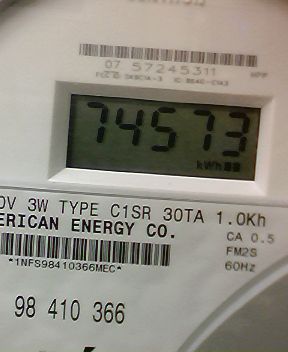 07 57245311
74573
kWh
0V 3W TYPE C1SR 30TA 1.0Kh
ERICAN ENERGY CO.
CA 0.5
FM2S
60Hz
*1NFS98410366MEC*
98 410 366